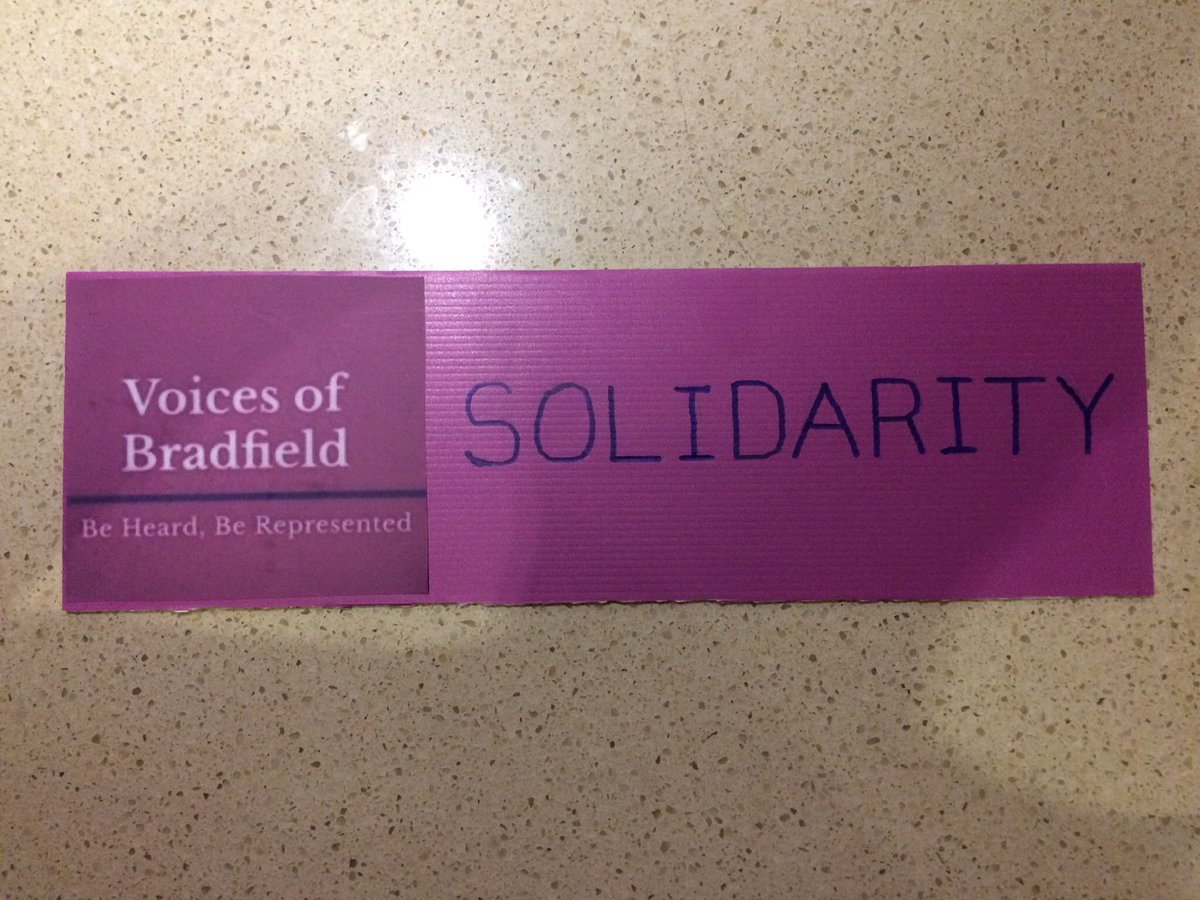 Voices of
Bradfield
Be Heard, Be Represented
SOLIDARITY